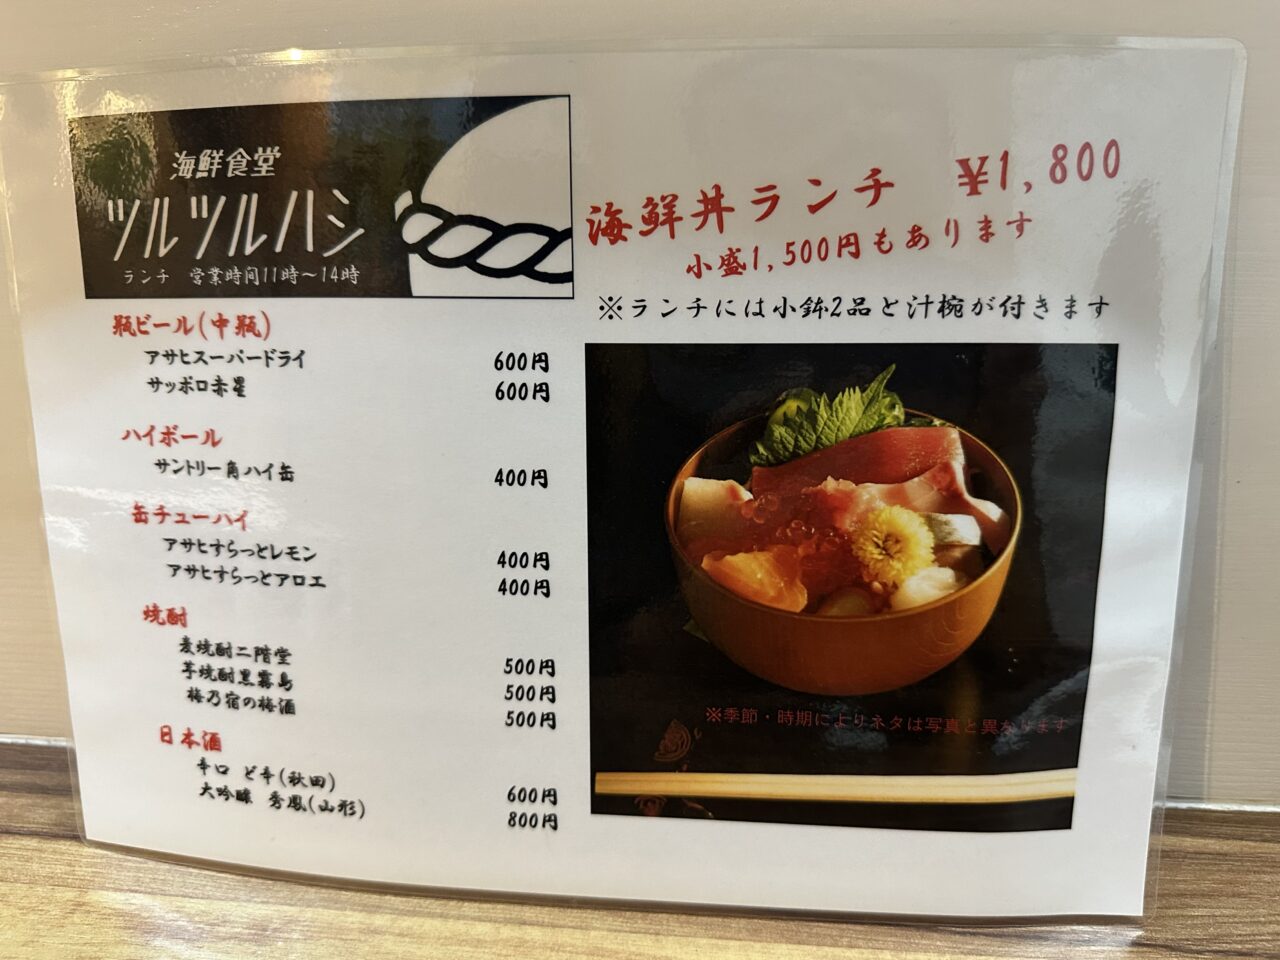 海鮮食堂
ツルツルハシ
ランチ 営業時間11時～14時
瓶ビール(中瓶)
アサヒスーパードライ 600円
サッポロ赤星 600円
ハイボール
サントリー角ハイ缶 400円
缶チューハイ
アサヒすらっとレモン 400円
アサヒすらっとアロエ 400円
焼酎
麦焼酎二階堂 500円
芋焼酎黒霧島 500円
梅乃宿の梅酒 500円
日本酒
辛口 ど辛(秋田) 600円
大吟醸 秀鳳(山形) 800円
海鮮丼ランチ ¥1,800
小盛1,500円もあります
※ランチには小鉢2品と汁椀が付きます
※季節・時期によりネタは写真と異なります